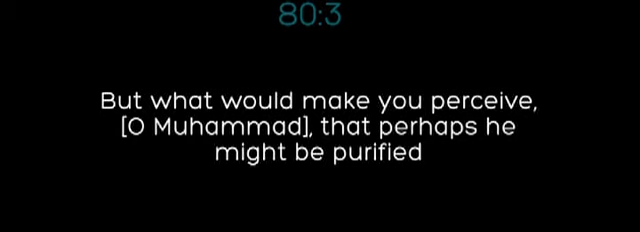 80:3
But what would make you perceive,
[O Muhammad], that perhaps he
might be purified